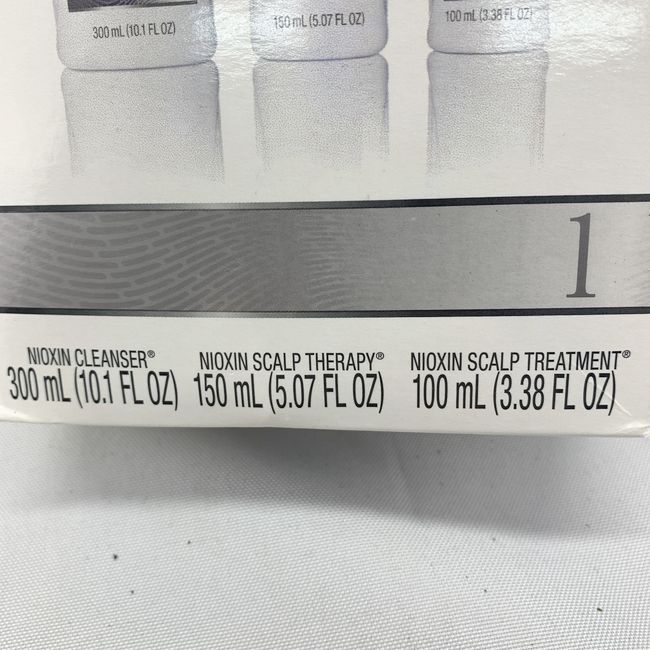 300 mL (10.1 FL OZ)
150 mL (5.07 FL OZ)
100 mL (3.38 FL OZ)
1
NIOXIN CLEANSER®
300 mL (10.1 FL OZ)
NIOXIN SCALP THERAPY®
150 mL (5.07 FL OZ)
NIOXIN SCALP TREATMENT®
100 mL (3.38 FL OZ)